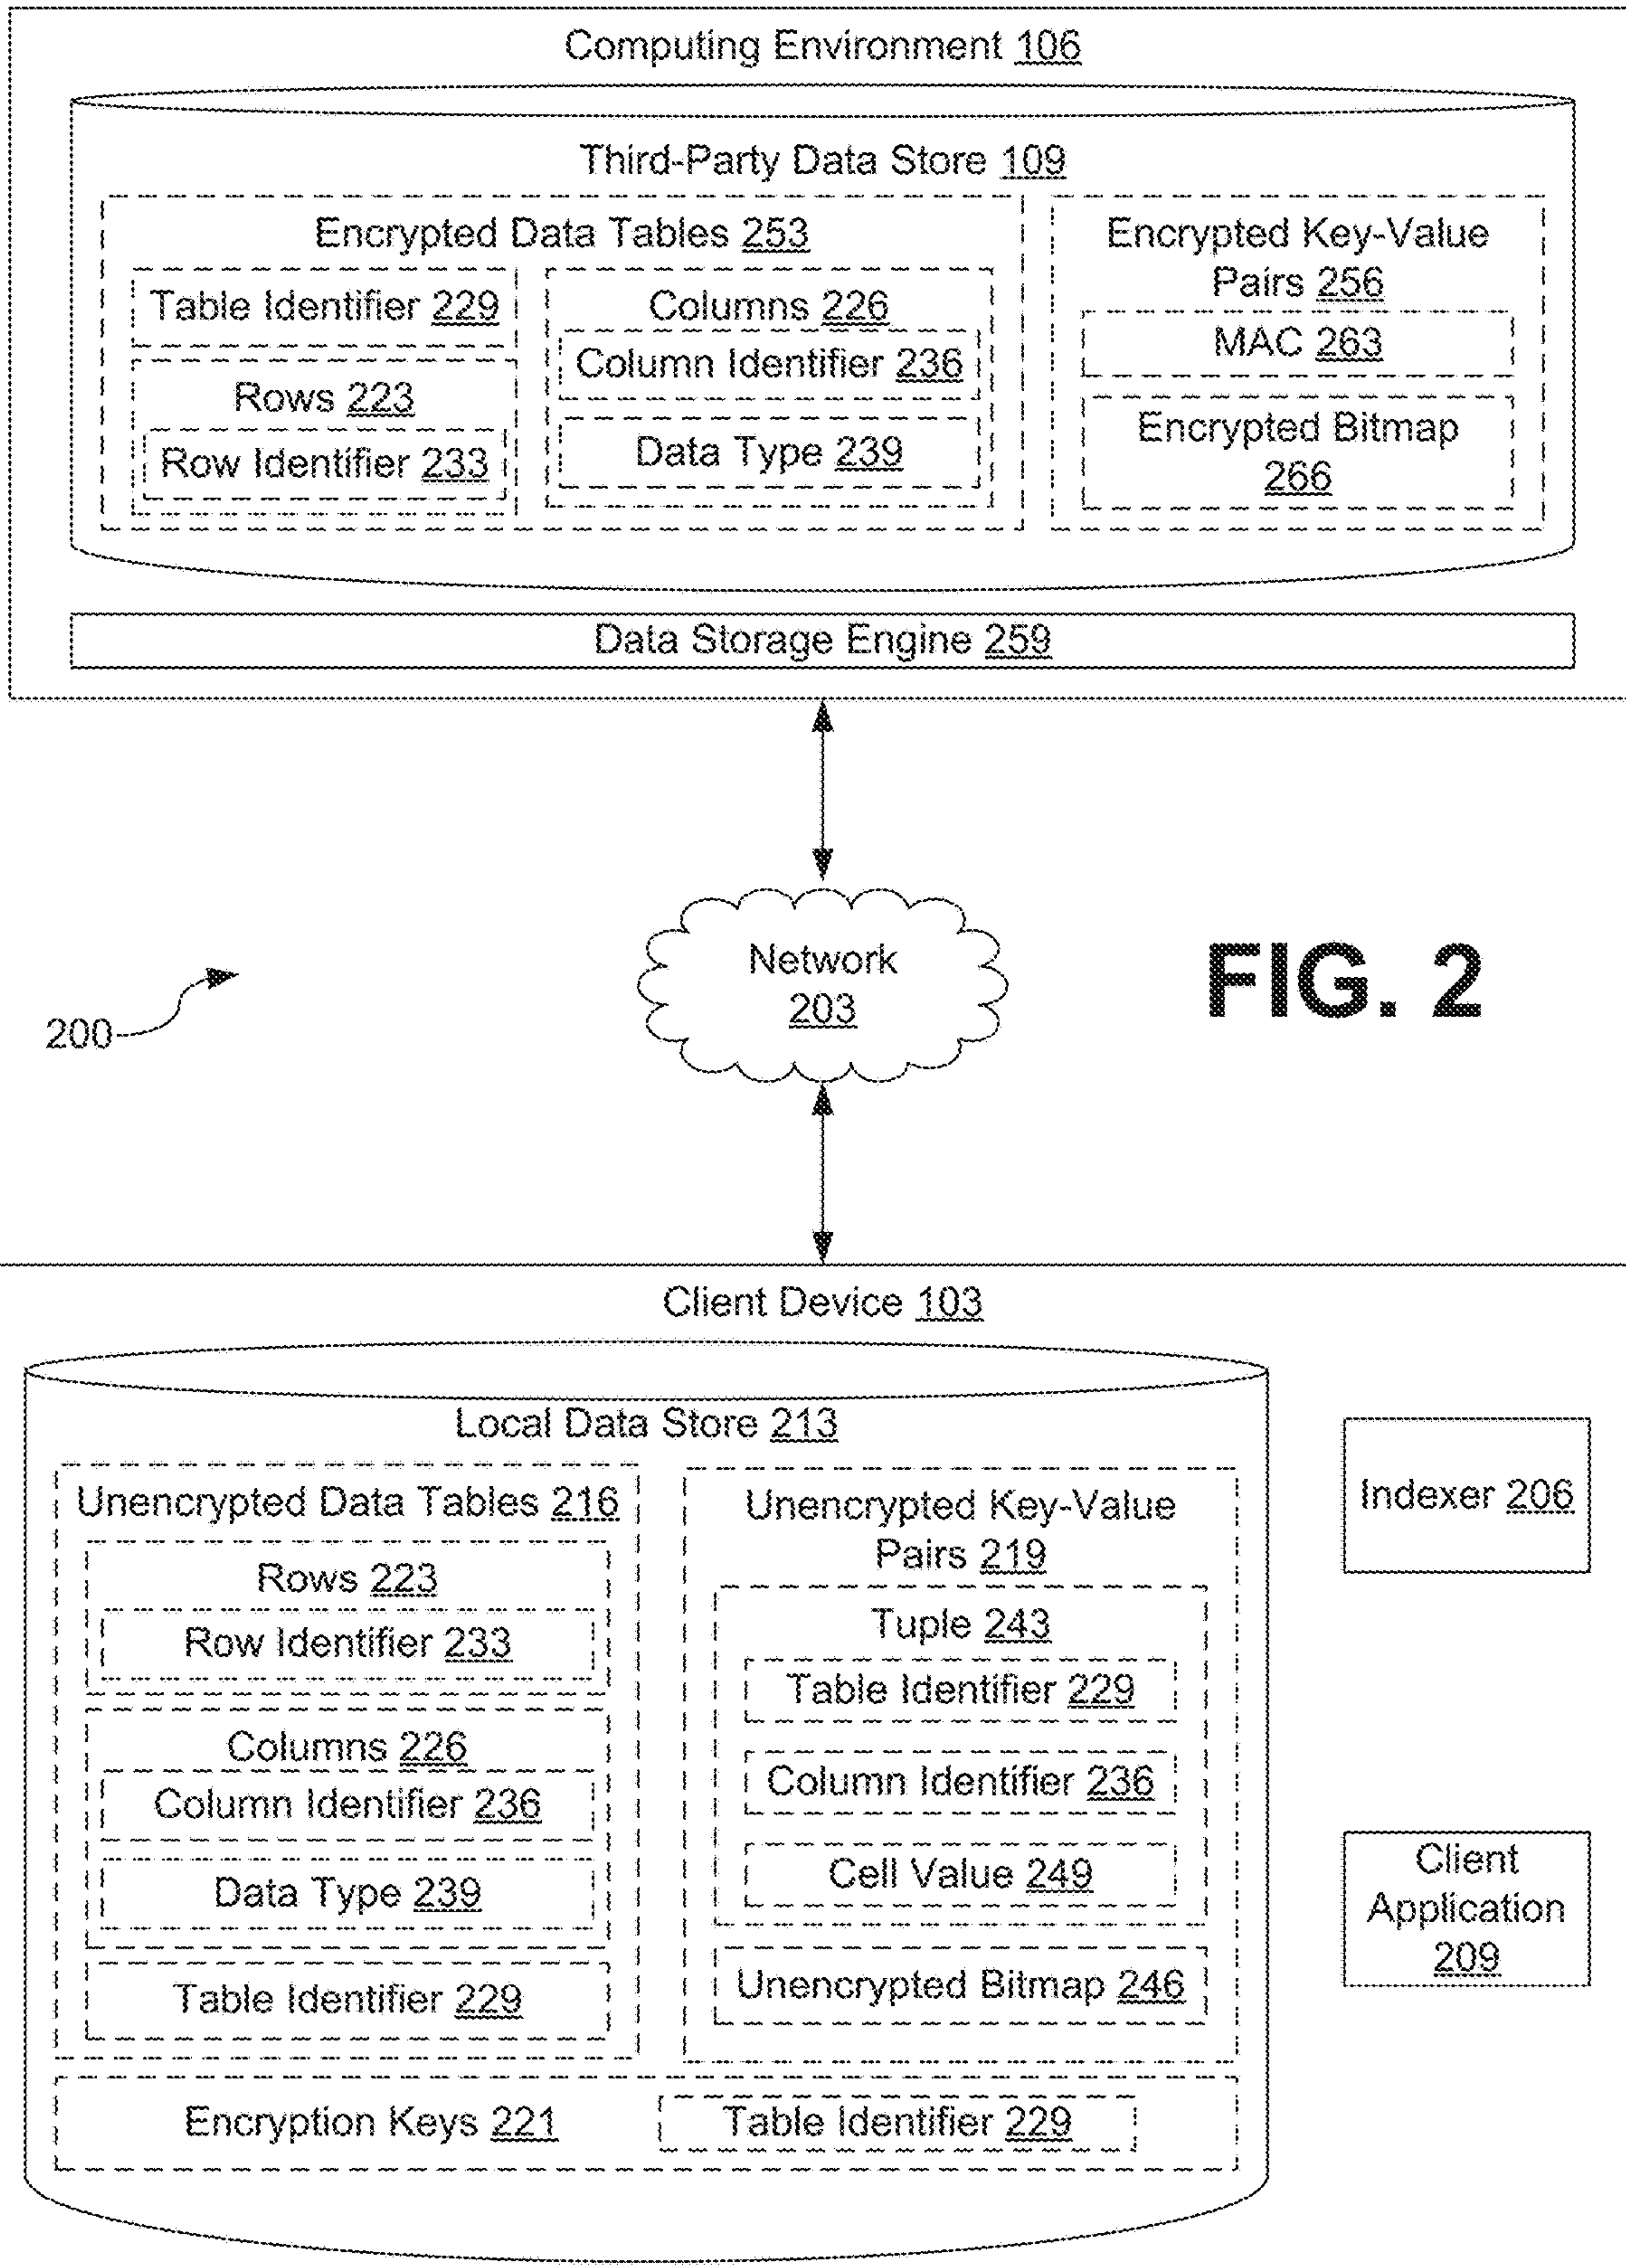 Computing Environment 106
Third-Party Data Store 109
Encrypted Data Tables 253
Table Identifier 229
Rows 223
Row Identifier 233
Columns 226
Column Identifier 236
Data Type 239
Encrypted Key-Value
Pairs 256
MAC 263
Encrypted Bitmap
266
Data Storage Engine 259
Network
203
200
FIG. 2
Client Device 103
Local Data Store 213
Unencrypted Data Tables 216
Rows 223
Row Identifier 233
Columns 226
Column Identifier 236
Data Type 239
Table Identifier 229
Unencrypted Key-Value
Pairs 219
Tuple 243
Table Identifier 229
Column Identifier 236
Cell Value 249
Unencrypted Bitmap 246
Encryption Keys 221
Table Identifier 229
Indexer 206
Client
Application
209